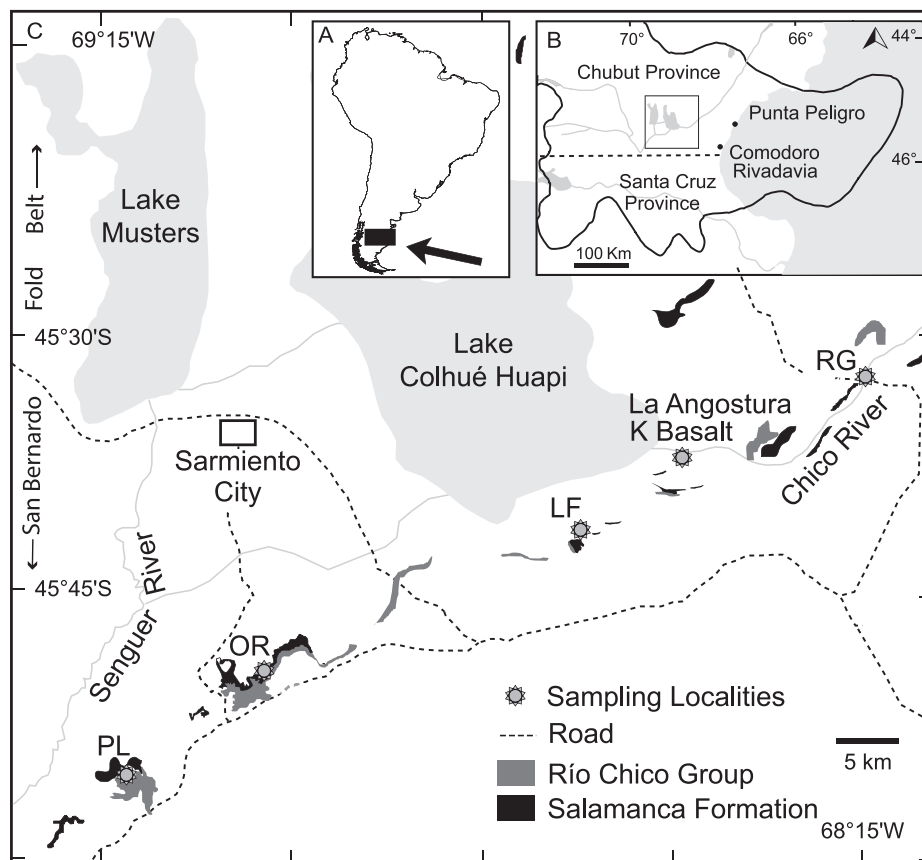 C
69°15'W
A
B
70°
66°
44°
Chubut Province
Punta Peligro
Comodoro
Rivadavia
46°
Santa Cruz
Province
100 Km
Lake
Musters
San Bernardo Fold Belt
45°30'S
Lake
Colhué Huapi
RG
La Angostura
K Basalt
Chico River
Sarmiento
City
LF
45°45'S
Senguer River
OR
PL
Sampling Localities
Road
Río Chico Group
Salamanca Formation
5 km
68°15'W